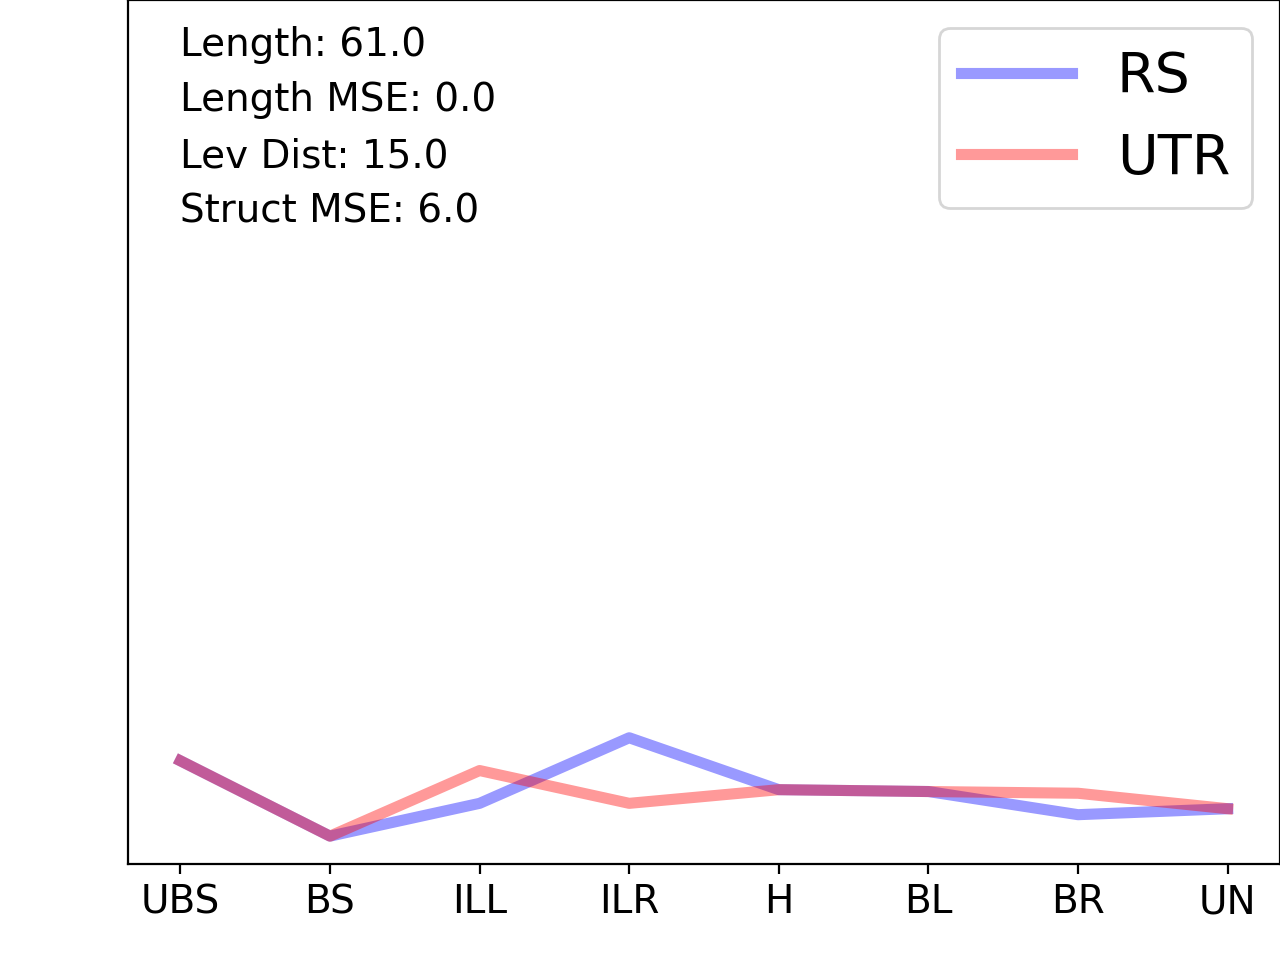 Length: 61.0
Length MSE: 0.0
Lev Dist: 15.0
Struct MSE: 6.0
RS
UTR
UBS BS ILL ILR H BL BR UN